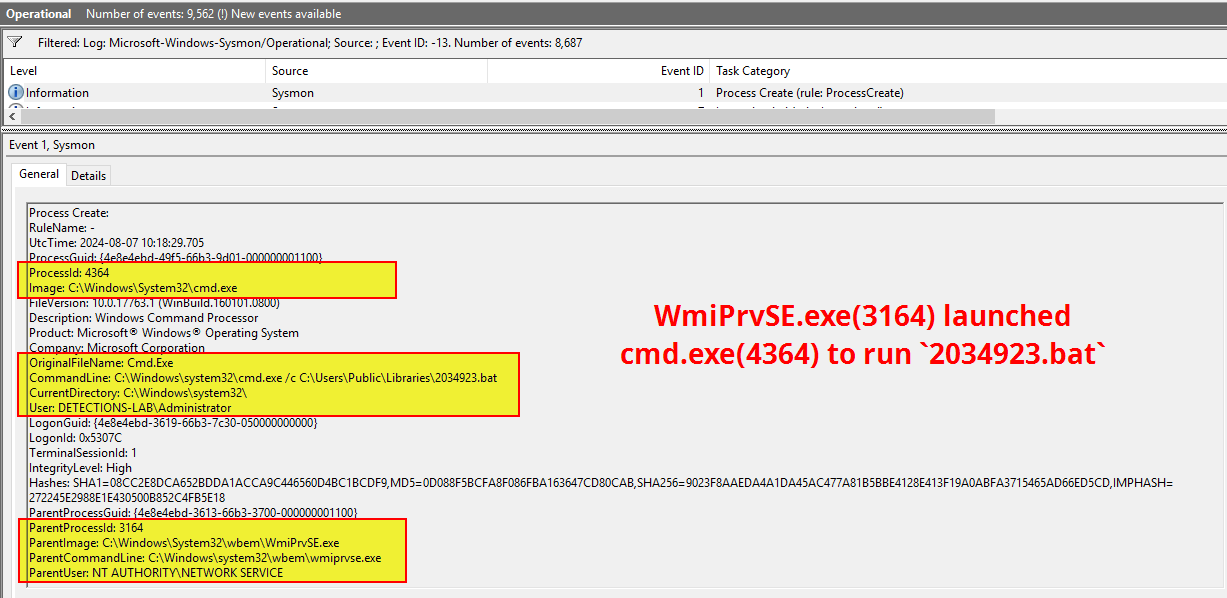 Operational Number of events: 9,562 (!) New events available
Filtered: Log: Microsoft-Windows-Sysmon/Operational; Source: ; Event ID: -13. Number of events: 8,687
Level Source Event ID Task Category
Information Sysmon 1 Process Create (rule: ProcessCreate)
Event 1, Sysmon
General Details
Process Create:
RuleName: -
UtcTime: 2024-08-07 10:18:29.705
ProcessGuid: {4e8e4ebd-49f5-66b3-9d01-000000001100}
ProcessId: 4364
Image: C:\Windows\System32\cmd.exe
FileVersion: 10.0.17763.1 (WinBuild.160101.0800)
Description: Windows Command Processor
Product: Microsoft® Windows® Operating System
Company: Microsoft Corporation
OriginalFileName: Cmd.Exe
CommandLine: C:\Windows\system32\cmd.exe /c C:\Users\Public\Libraries\2034923.bat
CurrentDirectory: C:\Windows\system32\
User: DETECTIONS-LAB\Administrator
LogonGuid: {4e8e4ebd-3619-66b3-7c30-050000000000}
LogonId: 0x5307C
TerminalSessionId: 1
IntegrityLevel: High
Hashes: SHA1=08CC2E8DCA652BDDA1ACCA9C446560D4BC1BCDF9,MD5=0D088F5BCFA8F086FBA163647CD80CAB,SHA256=9023F8AAEDA4A1DA45AC477A81B5BBE4128E413F19A0ABFA3715465AD66ED5CD,IMPHASH=
272245E2988E1E430500B852C4FB5E18
ParentProcessGuid: {4e8e4ebd-3613-66b3-3700-000000001100}
ParentProcessId: 3164
ParentImage: C:\Windows\System32\wbem\WmiPrvSE.exe
ParentCommandLine: C:\Windows\system32\wbem\wmiprvse.exe
ParentUser: NT AUTHORITY\NETWORK SERVICE
WmiPrvSE.exe(3164) launched
cmd.exe(4364) to run `2034923.bat`